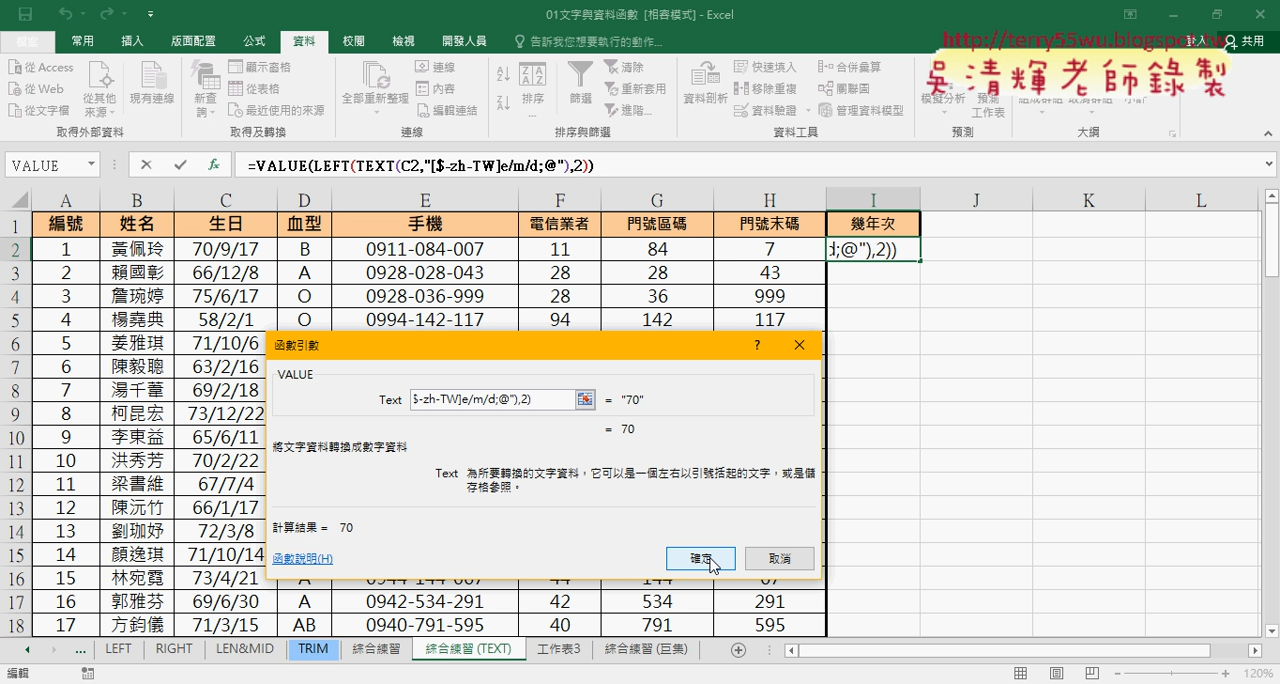 01文字與資料函數 [相容模式] - Excel
常用 插入 版面配置 公式 資料 校閱 檢視 開發人員 告訴我您想要執行的動作... 登入 共用
http://terry55wu.blogspot.tw
吳清輝老師錄製
從 Access
從 Web
從文字檔
從其他來源
現有連線
新查詢
顯示查詢
從表格
最近使用的來源
全部重新整理
連線
內容
編輯連結
排序
篩選
清除
重新套用
進階...
資料剖析
快速填入
移除重複
資料驗證
合併彙算
關聯圖
管理資料模型
模擬分析
預測工作表
取得外部資料 取得及轉換 連線 排序與篩選 資料工具 預測 大綱
VALUE =VALUE(LEFT(TEXT(C2,"[$-zh-TW]e/m/d;@"),2))
A B C D E F G H I J K L
1 編號 姓名 生日 血型 手機 電信業者 門號區碼 門號末碼 幾年次
2 1 黃佩玲 70/9/17 B 0911-084-007 11 84 7 d;@"),2))
3 2 賴國彰 66/12/8 A 0928-028-043 28 28 43
4 3 詹琬婷 75/6/17 O 0928-036-999 28 36 999
5 4 楊堯典 58/2/1 O 0994-142-117 94 142 117
6 5 姜雅琪 71/10/6
7 6 陳毅聰 63/2/16
8 7 湯千葦 69/2/18
9 8 柯昆宏 73/12/22
10 9 李東益 65/6/11
11 10 洪秀芳 70/2/22
12 11 梁書維 67/7/4
13 12 陳沅竹 66/1/17
14 13 劉珈妤 72/3/8
15 14 顏逸琪 71/10/14
16 15 林宛霓 73/4/21
17 16 郭雅芬 69/6/30 A 0942-534-291 42 534 291
18 17 方鈞儀 71/3/15 AB 0940-791-595 40 791 595
函數引數 ?
VALUE
Text $-zh-TW]e/m/d;@"),2) = "70"
= 70
將文字資料轉換成數字資料
Text 為所要轉換的文字資料，它可以是一個左右以引號括起的文字，或是儲
存格參照。
計算結果 = 70
函數說明(H) 確定 取消
... LEFT RIGHT LEN&MID TRIM 綜合練習 綜合練習 (TEXT) 工作表3 綜合練習 (巨集)
編輯 120%